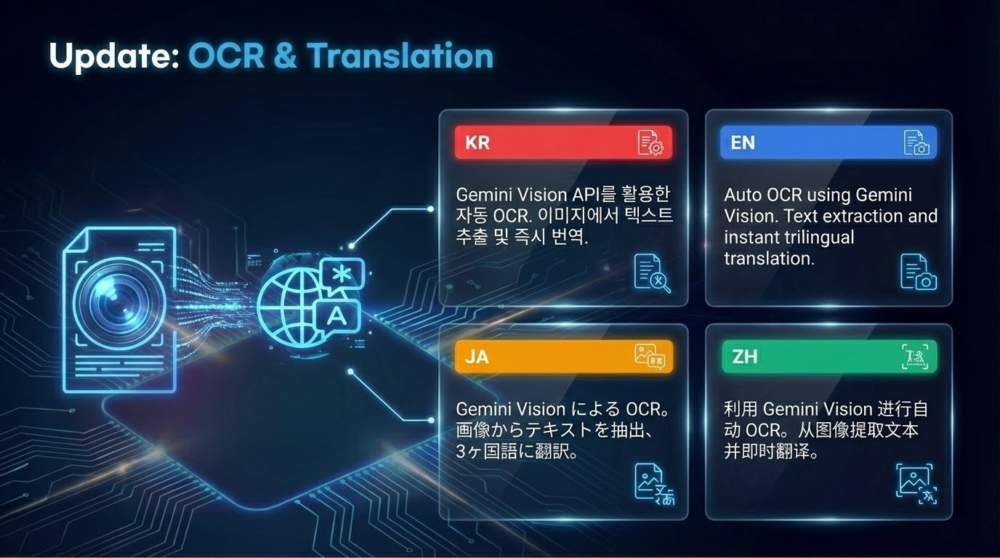 Update: OCR & Translation
KR
Gemini Vision API를 활용한
자동 OCR. 이미지에서 텍스트
추출 및 즉시 번역.
EN
Auto OCR using Gemini
Vision. Text extraction and
instant trilingual
translation.
JA
Gemini Vision による OCR。
画像からテキストを抽出、
3ヶ国語に翻訳。
ZH
利用 Gemini Vision 进行自
动 OCR。从图像提取文本
并即时翻译。
A